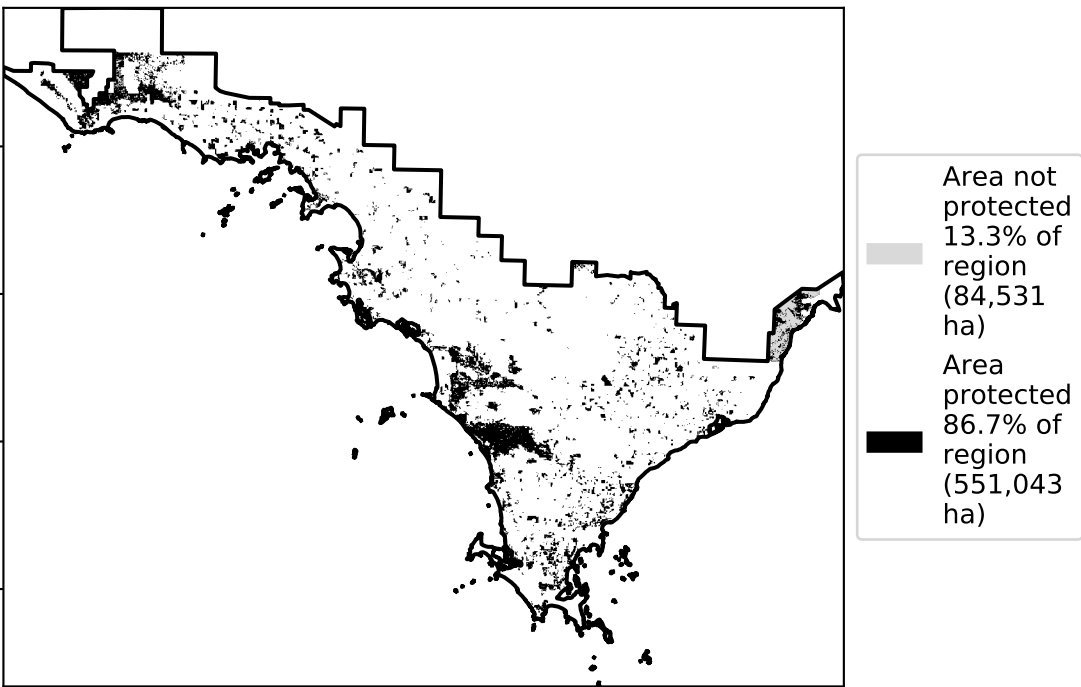 Area not
protected
13.3% of
region
(84,531
ha)
Area
protected
86.7% of
region
(551,043
ha)